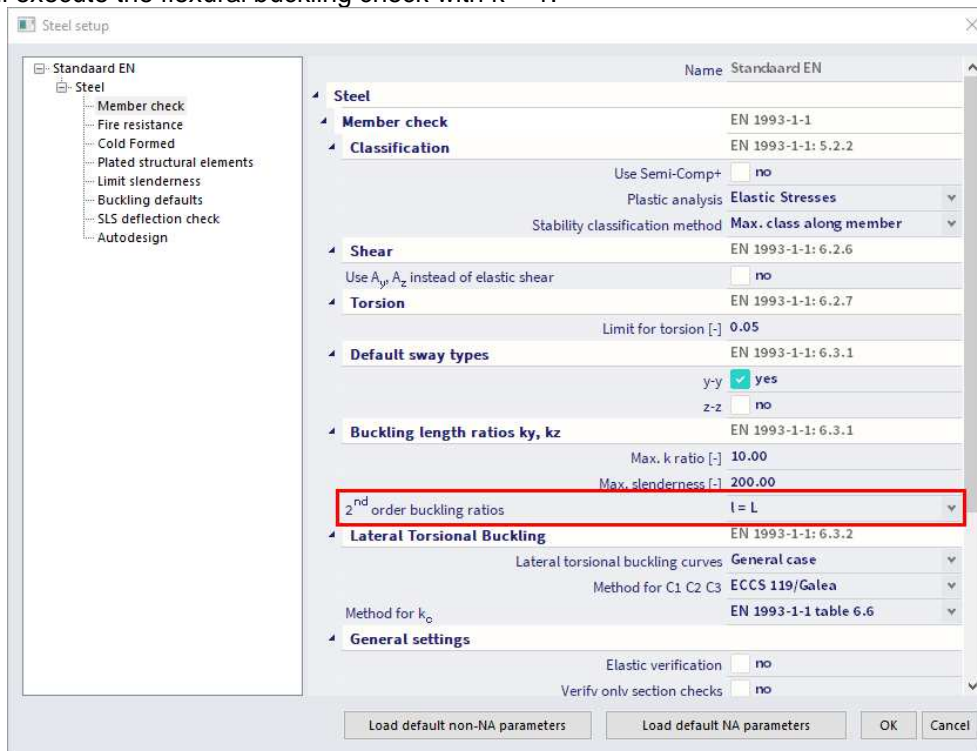 execute the flexural buckling check with k
Steel setup
Standaard EN
Steel
Member check
Fire resistance
Cold Formed
Plated structural elements
Limit slenderness
Buckling defaults
SLS deflection check
Autodesign
Name Standaard EN
Steel
Member check EN 1993-1-1
Classification EN 1993-1-1: 5.2.2
Use Semi-Comp+ no
Plastic analysis Elastic Stresses
Stability classification method Max. class along member
Shear EN 1993-1-1: 6.2.6
Use Ay, Az instead of elastic shear no
Torsion EN 1993-1-1: 6.2.7
Limit for torsion [-] 0.05
Default sway types EN 1993-1-1: 6.3.1
y-y yes
z-z no
Buckling length ratios ky, kz EN 1993-1-1: 6.3.1
Max. k ratio [-] 10.00
Max. slenderness [-] 200.00
2nd order buckling ratios l = L
Lateral Torsional Buckling EN 1993-1-1: 6.3.2
Lateral torsional buckling curves General case
Method for C1 C2 C3 ECCS 119/Galea
Method for kc EN 1993-1-1 table 6.6
General settings
Elastic verification no
Verify only section checks no
Load default non-NA parameters Load default NA parameters OK Cancel